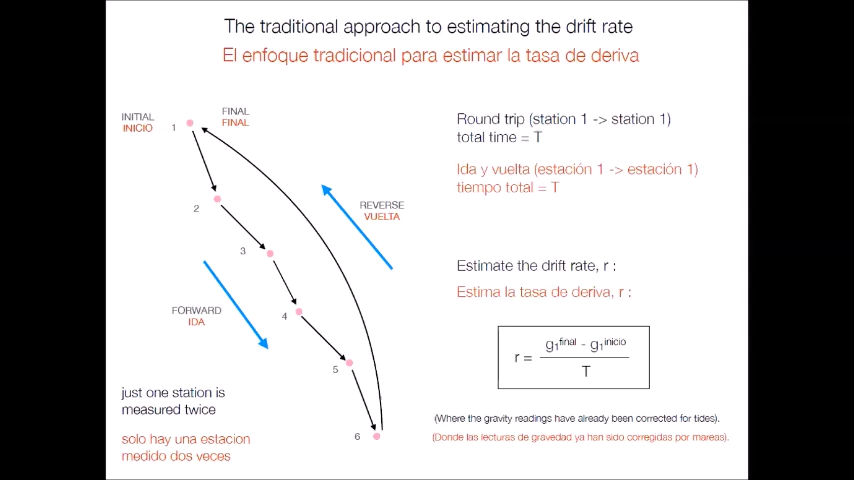 The traditional approach to estimating the drift rate
El enfoque tradicional para estimar la tasa de deriva
INITIAL
INICIO
FINAL
FINAL
1
2
3
4
5
6
REVERSE
VUELTA
FORWARD
IDA
just one station is
measured twice
solo hay una estacion
medido dos veces
Round trip (station 1 -> station 1)
total time = T
Ida y vuelta (estación 1 -> estación 1)
tiempo total = T
Estimate the drift rate, r :
Estima la tasa de deriva, r :
r = (g₁ᶠⁱⁿᵃˡ - g₁ⁱⁿⁱᶜⁱᵒ) / T
(Where the gravity readings have already been corrected for tides).
(Donde las lecturas de gravedad ya han sido corregidas por mareas).